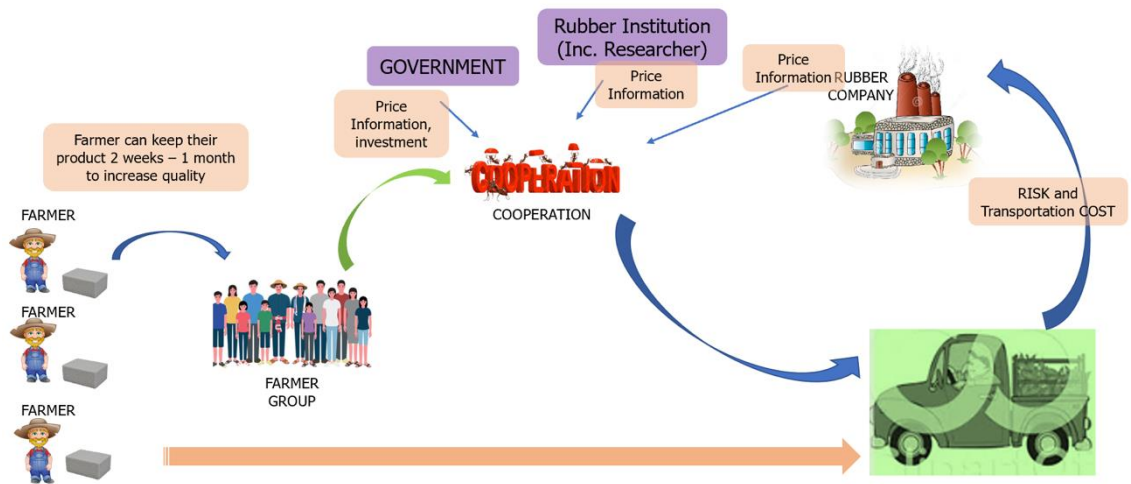 Rubber Institution
(Inc. Researcher)
GOVERNMENT
Price
Information
Price
Information
RUBBER
COMPANY
Price
Information,
investment
Farmer can keep their
product 2 weeks – 1 month
to increase quality
COOPERATION
COOPERATION
RISK and
Transportation COST
FARMER
FARMER
FARMER
FARMER
GROUP